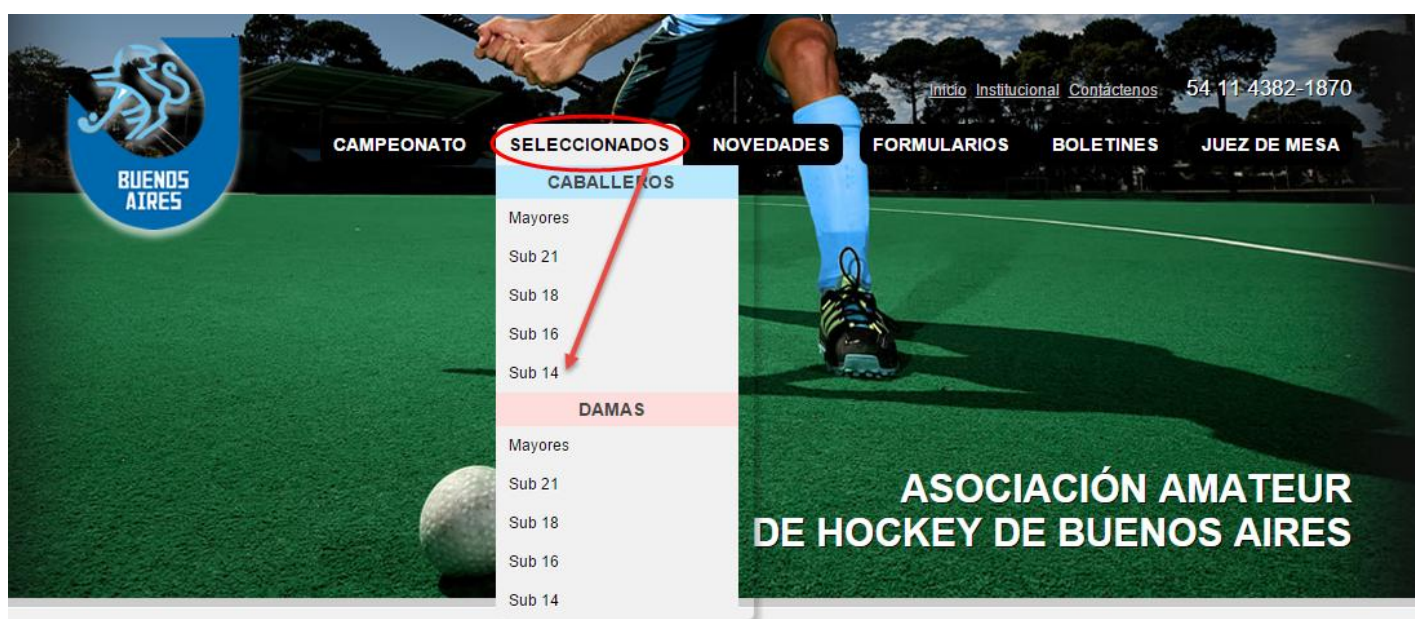 BUENOS
AIRES
Inicio Institucional Contáctenos 54 11 4382-1870
CAMPEONATO SELECCIONADOS NOVEDADES FORMULARIOS BOLETINES JUEZ DE MESA
CABALLEROS
Mayores
Sub 21
Sub 18
Sub 16
Sub 14
DAMAS
Mayores
Sub 21
Sub 18
Sub 16
Sub 14
ASOCIACIÓN AMATEUR
DE HOCKEY DE BUENOS AIRES